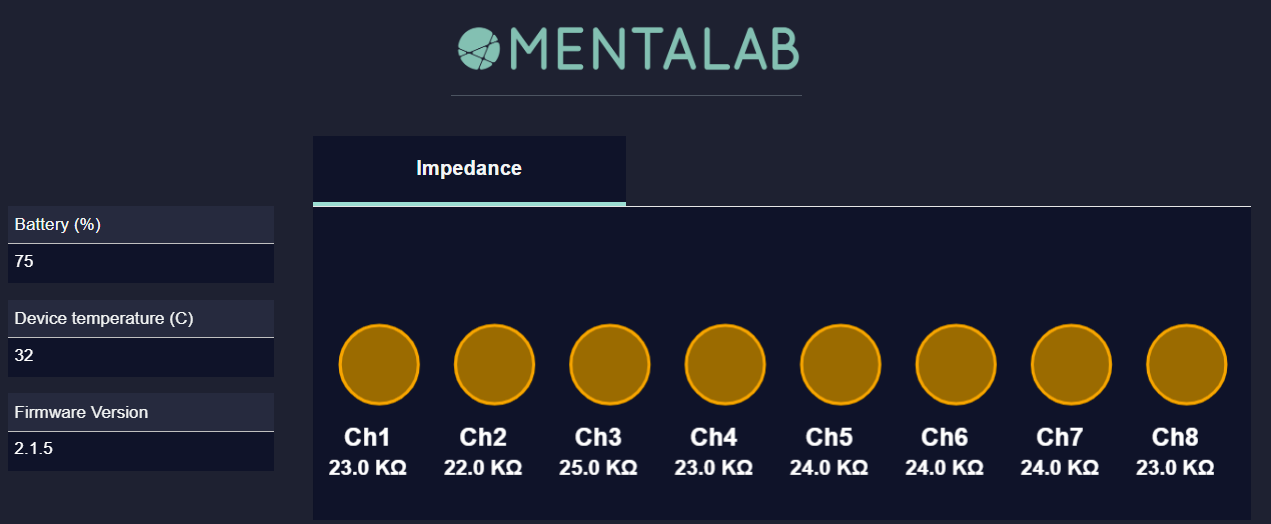 MENTALAB
Impedance
Battery (%)
75
Device temperature (C)
32
Firmware Version
2.1.5
Ch1 Ch2 Ch3 Ch4 Ch5 Ch6 Ch7 Ch8
23.0 KΩ 22.0 KΩ 25.0 KΩ 23.0 KΩ 24.0 KΩ 24.0 KΩ 24.0 KΩ 23.0 KΩ